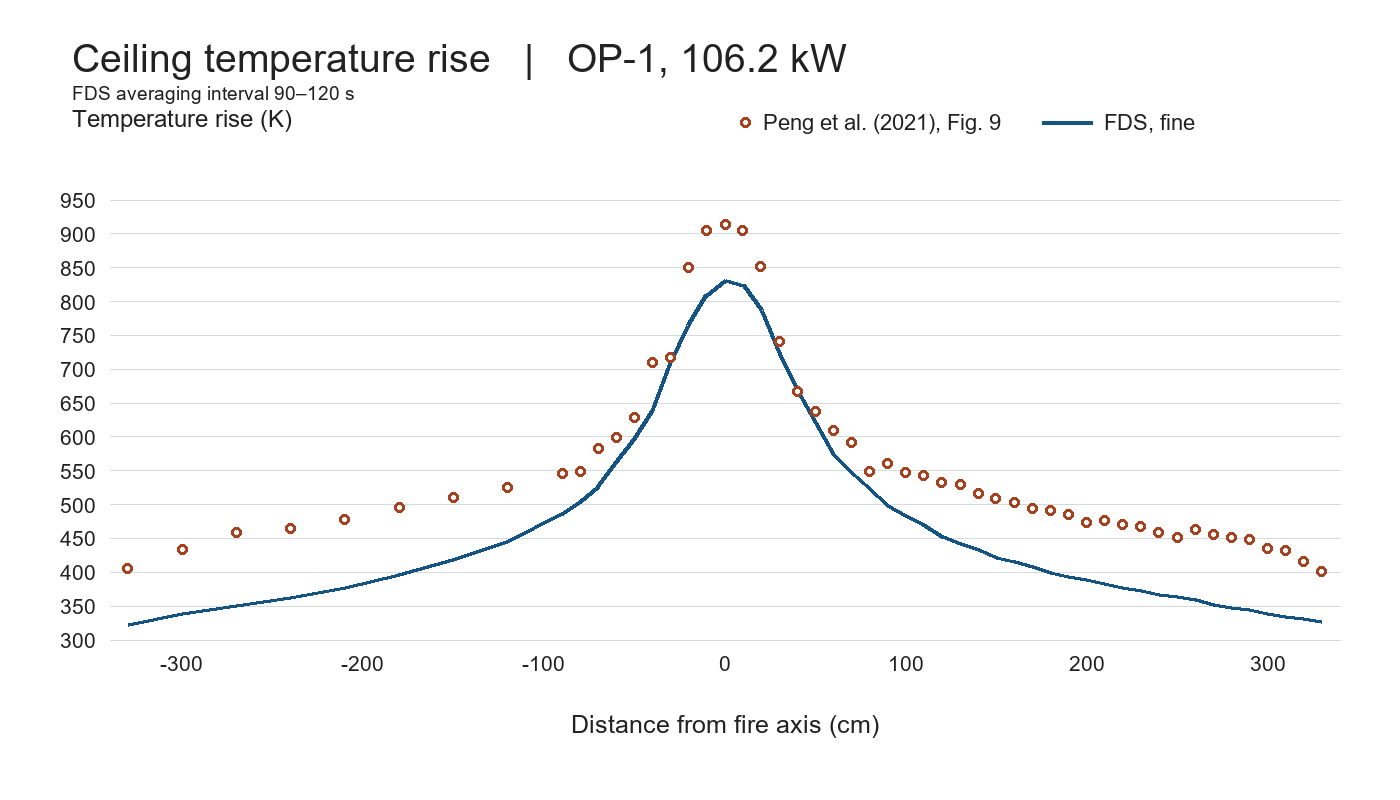 Ceiling temperature rise | OP-1, 106.2 kW
FDS averaging interval 90–120 s
Temperature rise (K)
Peng et al. (2021), Fig. 9
FDS, fine
950
900
850
800
750
700
650
600
550
500
450
400
350
300
-300 -200 -100 0 100 200 300
Distance from fire axis (cm)